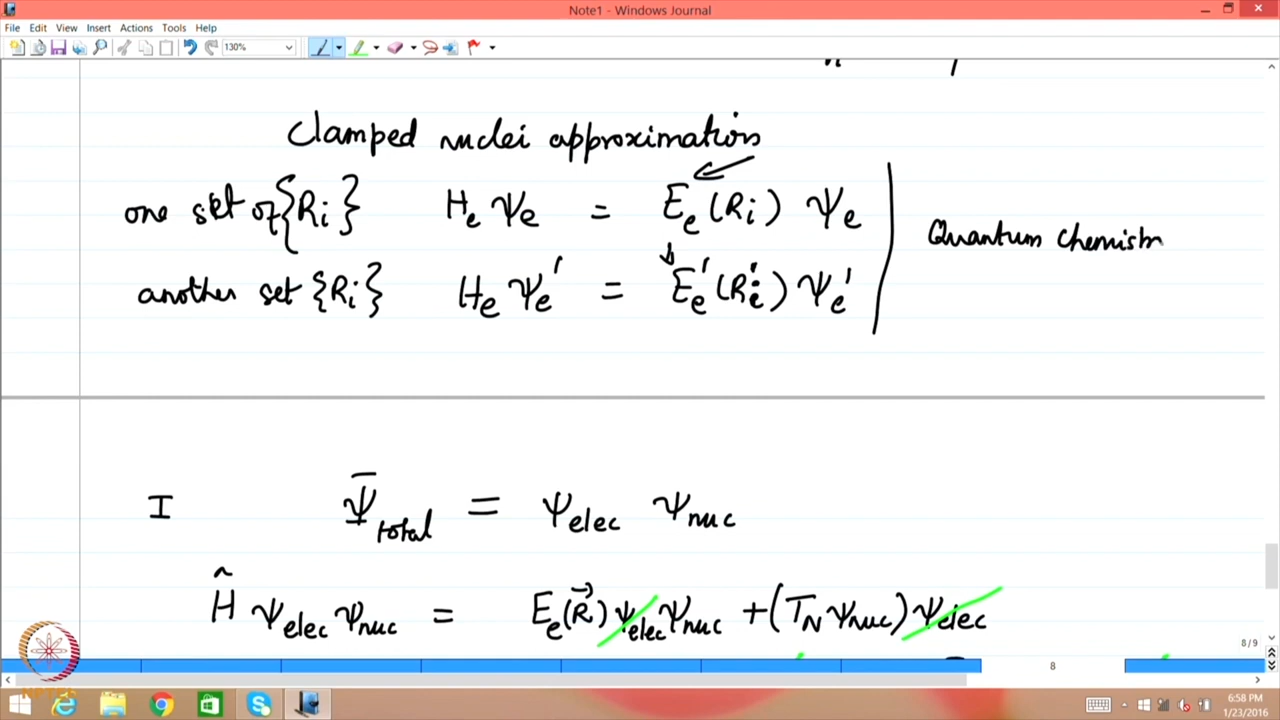 Note1 - Windows Journal
File Edit View Insert Actions Tools Help
130%
Clamped nuclei approximation
one set of {Ri} He Ψe = Ee(Ri) Ψe
Quantum Chemistr
another set {Ri} He Ψe' = Ee'(Ri') Ψe'
I Ψ̄total = Ψelec Ψnuc
Ĥ Ψelec Ψnuc = Ee(R⃗) Ψelec Ψnuc + (TN Ψnuc) Ψelec
8/9
8
NPTEL
6:58 PM
1/23/2016